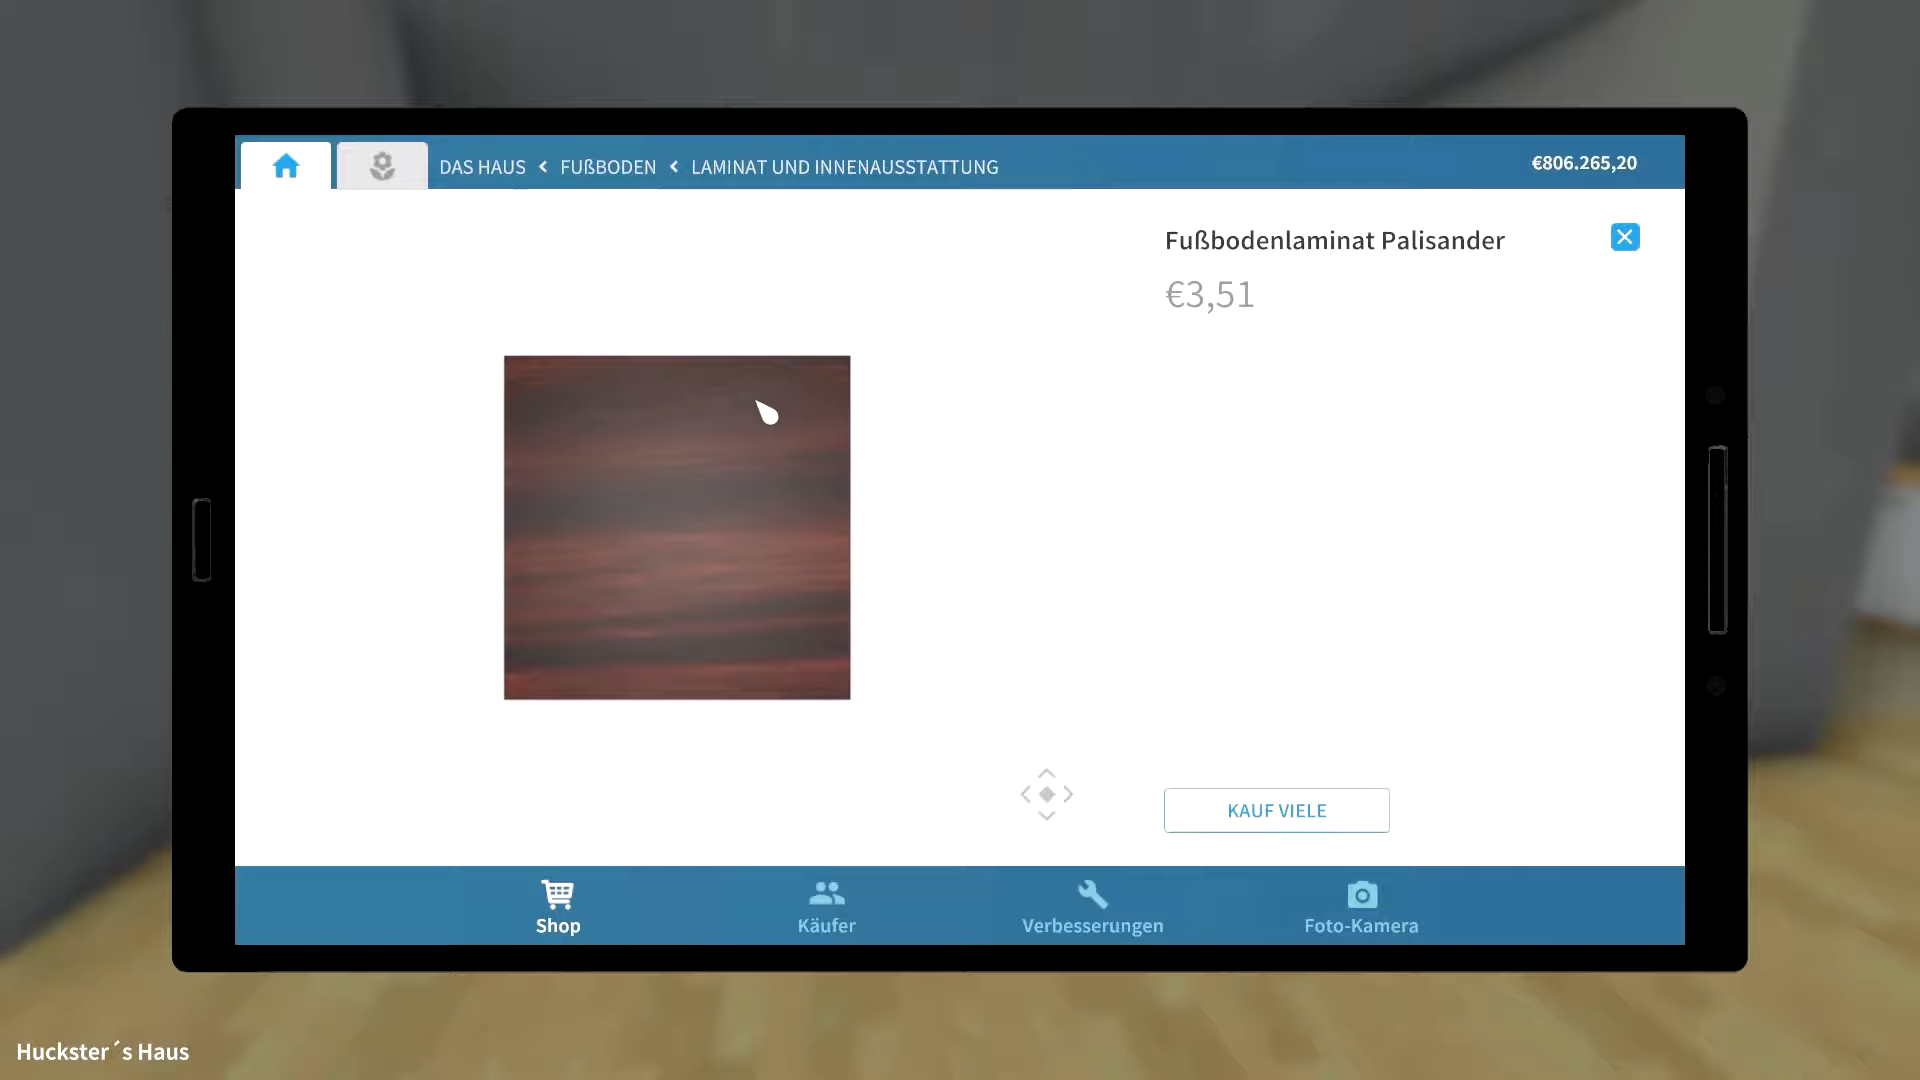 DAS HAUS < FUßBODEN < LAMINAT UND INNENAUSSTATTUNG
€806.265,20
Fußbodenlaminat Palisander
€3,51
KAUF VIELE
Shop
Käufer
Verbesserungen
Foto-Kamera
Huckster´s Haus